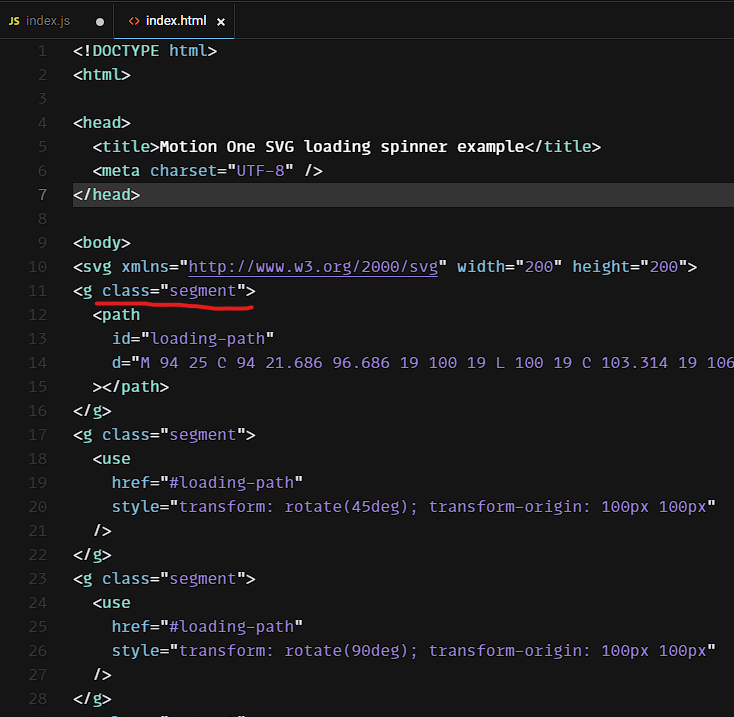 JS index.js ● <> index.html ×
1 <!DOCTYPE html>
2 <html>
3
4 <head>
5   <title>Motion One SVG loading spinner example</title>
6   <meta charset="UTF-8" />
7 </head>
8
9 <body>
10 <svg xmlns="http://www.w3.org/2000/svg" width="200" height="200">
11 <g class="segment">
12   <path
13     id="loading-path"
14     d="M 94 25 C 94 21.686 96.686 19 100 19 L 100 19 C 103.314 19 106
15   ></path>
16 </g>
17 <g class="segment">
18   <use
19     href="#loading-path"
20     style="transform: rotate(45deg); transform-origin: 100px 100px"
21   />
22 </g>
23 <g class="segment">
24   <use
25     href="#loading-path"
26     style="transform: rotate(90deg); transform-origin: 100px 100px"
27   />
28 </g>